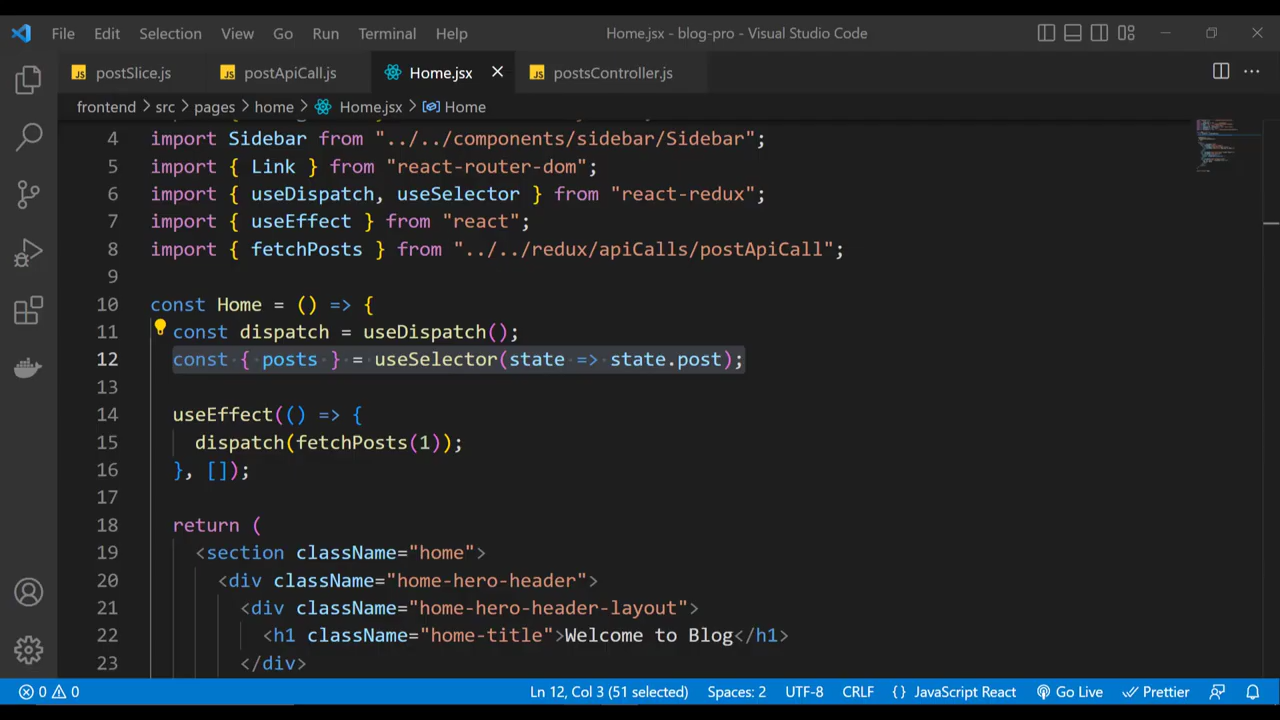 File Edit Selection View Go Run Terminal Help Home.jsx - blog-pro - Visual Studio Code
JS postSlice.js JS postApiCall.js Home.jsx JS postsController.js
frontend > src > pages > home > Home.jsx > Home
4 import Sidebar from "../../components/sidebar/Sidebar";
5 import { Link } from "react-router-dom";
6 import { useDispatch, useSelector } from "react-redux";
7 import { useEffect } from "react";
8 import { fetchPosts } from "../../redux/apiCalls/postApiCall";
9
10 const Home = () => {
11 const dispatch = useDispatch();
12 const { posts } = useSelector(state => state.post);
13
14 useEffect(() => {
15 dispatch(fetchPosts(1));
16 }, []);
17
18 return (
19 <section className="home">
20 <div className="home-hero-header">
21 <div className="home-hero-header-layout">
22 <h1 className="home-title">Welcome to Blog</h1>
23 </div>
0 0 Ln 12, Col 3 (51 selected) Spaces: 2 UTF-8 CRLF {} JavaScript React Go Live Prettier